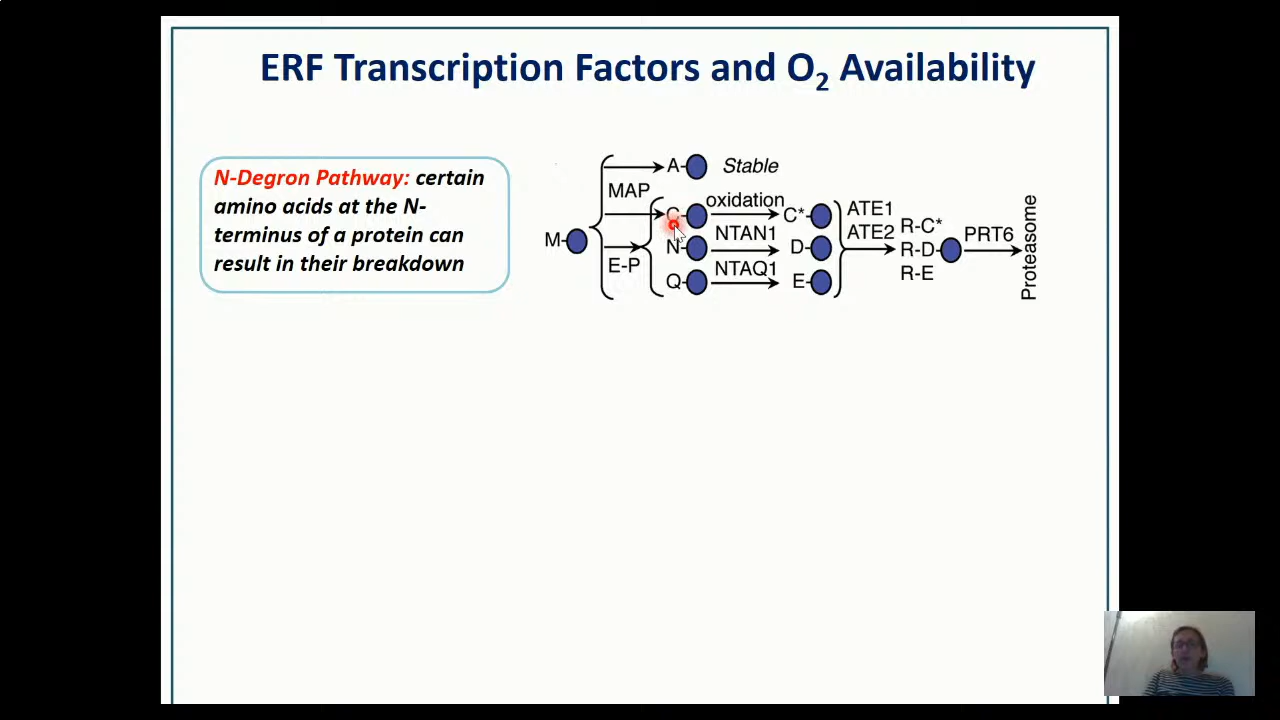 ERF Transcription Factors and O2 Availability
N-Degron Pathway: certain
amino acids at the N-
terminus of a protein can
result in their breakdown
A- Stable
MAP
C- oxidation C*-
M-
N- NTAN1 D-
E-P
Q- NTAQ1 E-
ATE1
ATE2
R-C*
R-D-
R-E
PRT6
Proteasome